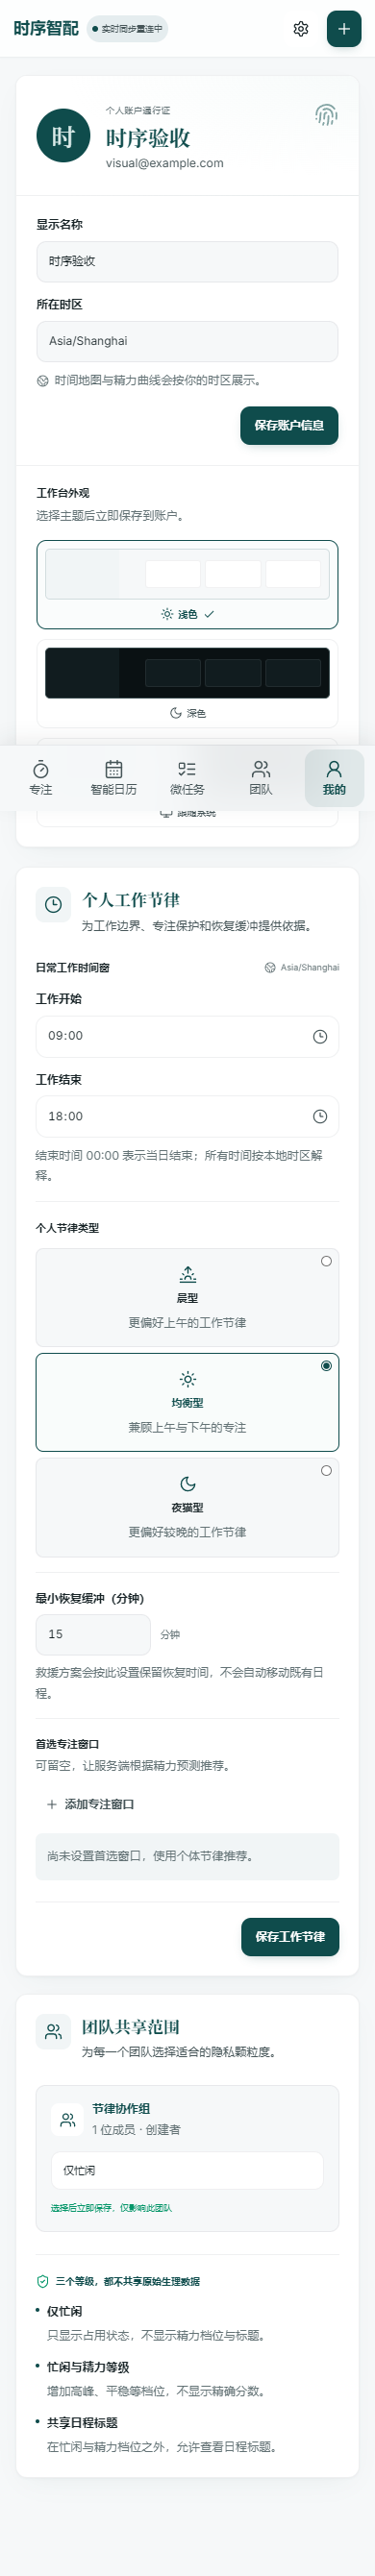 时序智配
实时同步重连中
时
个人账户通行证
时序验收
visual@example.com
显示名称
时序验收
所在时区
Asia/Shanghai
时间地图与精力曲线会按你的时区展示。
保存账户信息
工作台外观
选择主题后立即保存到账户。
浅色
深色
专注
智能日历
微任务
团队
我的
跟随系统
个人工作节律
为工作边界、专注保护和恢复缓冲提供依据。
日常工作时间窗
Asia/Shanghai
工作开始
09:00
工作结束
18:00
结束时间 00:00 表示当日结束；所有时间按本地时区解
释。
个人节律类型
晨型
更偏好上午的工作节律
均衡型
兼顾上午与下午的专注
夜猫型
更偏好较晚的工作节律
最小恢复缓冲（分钟）
15
分钟
救援方案会按此设置保留恢复时间，不会自动移动既有日
程。
首选专注窗口
可留空，让服务端根据精力预测推荐。
添加专注窗口
尚未设置首选窗口，使用个体节律推荐。
保存工作节律
团队共享范围
为每一个团队选择适合的隐私颗粒度。
节律协作组
1 位成员 · 创建者
仅忙闲
选择后立即保存，仅影响此团队
三个等级，都不共享原始生理数据
仅忙闲
只显示占用状态，不显示精力档位与标题。
忙闲与精力等级
增加高峰、平稳等档位，不显示精确分数。
共享日程标题
在忙闲与精力档位之外，允许查看日程标题。